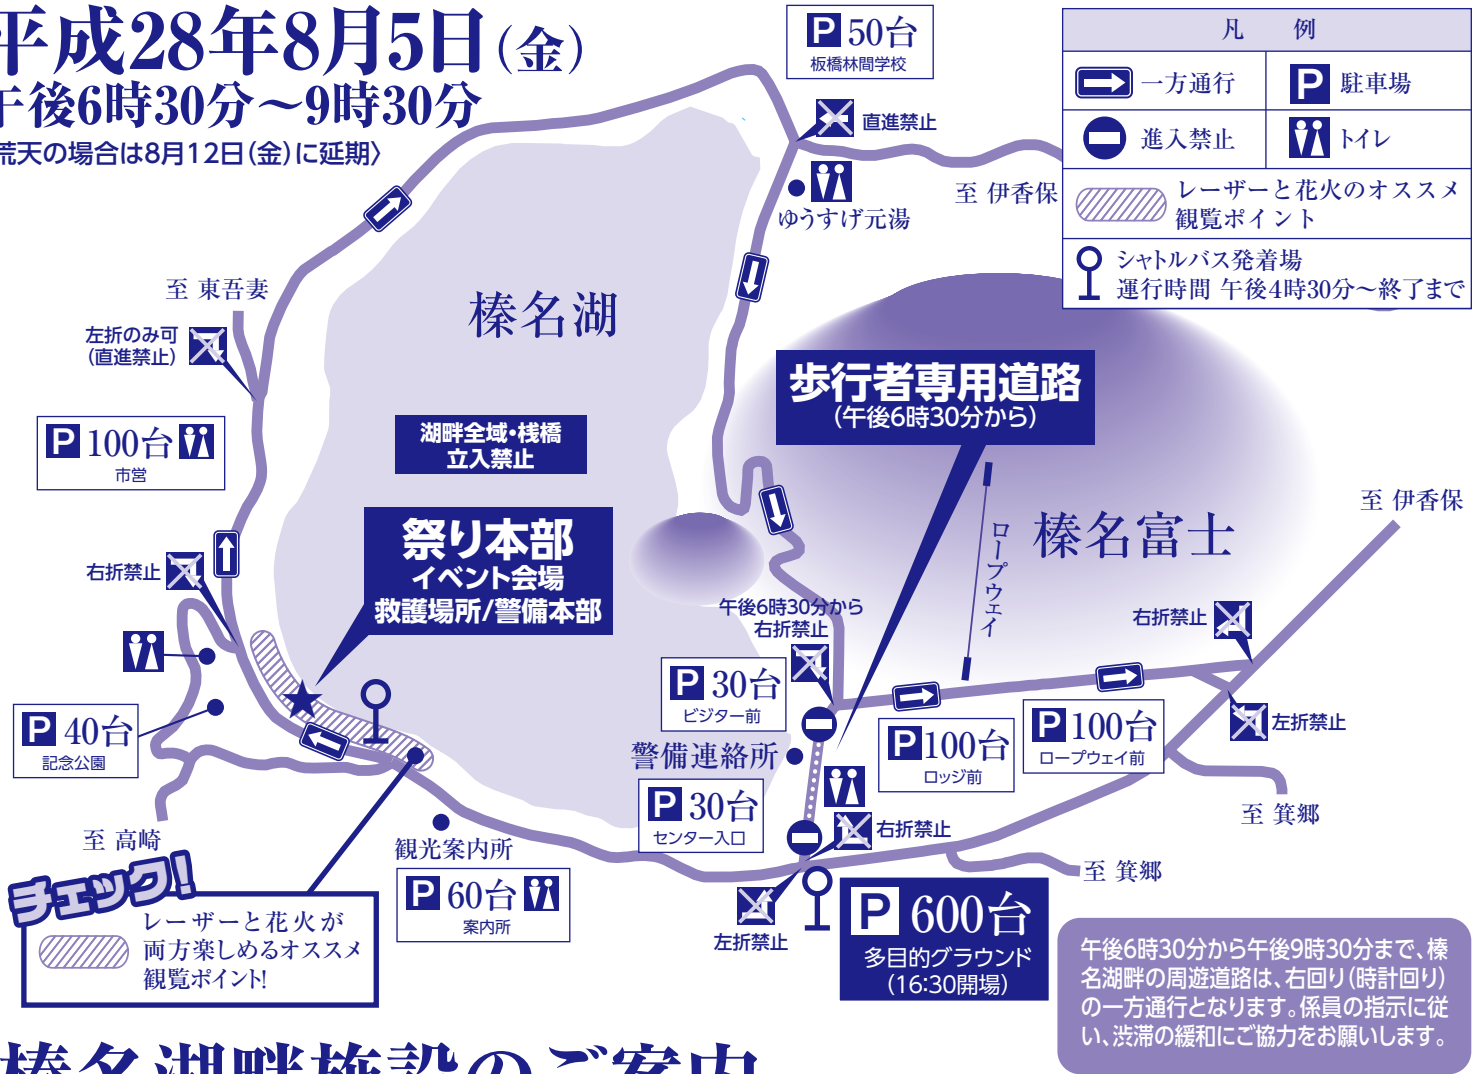 平成28年8月5日(金)
午後6時30分～9時30分
荒天の場合は8月12日(金)に延期〉
P 50台
板橋林間学校
凡 例
一方通行
P 駐車場
進入禁止
トイレ
レーザーと花火のオススメ
観覧ポイント
シャトルバス発着場
運行時間 午後4時30分～終了まで
直進禁止
至 伊香保
ゆうすげ元湯
至 東吾妻
左折のみ可
(直進禁止)
榛名湖
P 100台
市営
湖畔全域・桟橋
立入禁止
歩行者専用道路
(午後6時30分から)
祭り本部
イベント会場
救護場所/警備本部
右折禁止
ロープウェイ
榛名富士
至 伊香保
午後6時30分から
右折禁止
右折禁止
P 30台
ビジター前
P 40台
記念公園
警備連絡所
P 100台
ロッジ前
P 100台
ロープウェイ前
左折禁止
P 30台
センター入口
右折禁止
至 箕郷
至 高崎
観光案内所
P 60台
案内所
至 箕郷
左折禁止
P 600台
多目的グラウンド
(16:30開場)
チェック!
レーザーと花火が
両方楽しめるオススメ
観覧ポイント!
午後6時30分から午後9時30分まで、榛
名湖畔の周遊道路は、右回り(時計回り)
の一方通行となります。係員の指示に従
い、渋滞の緩和にご協力をお願いします。
榛名湖畔施設のご案内